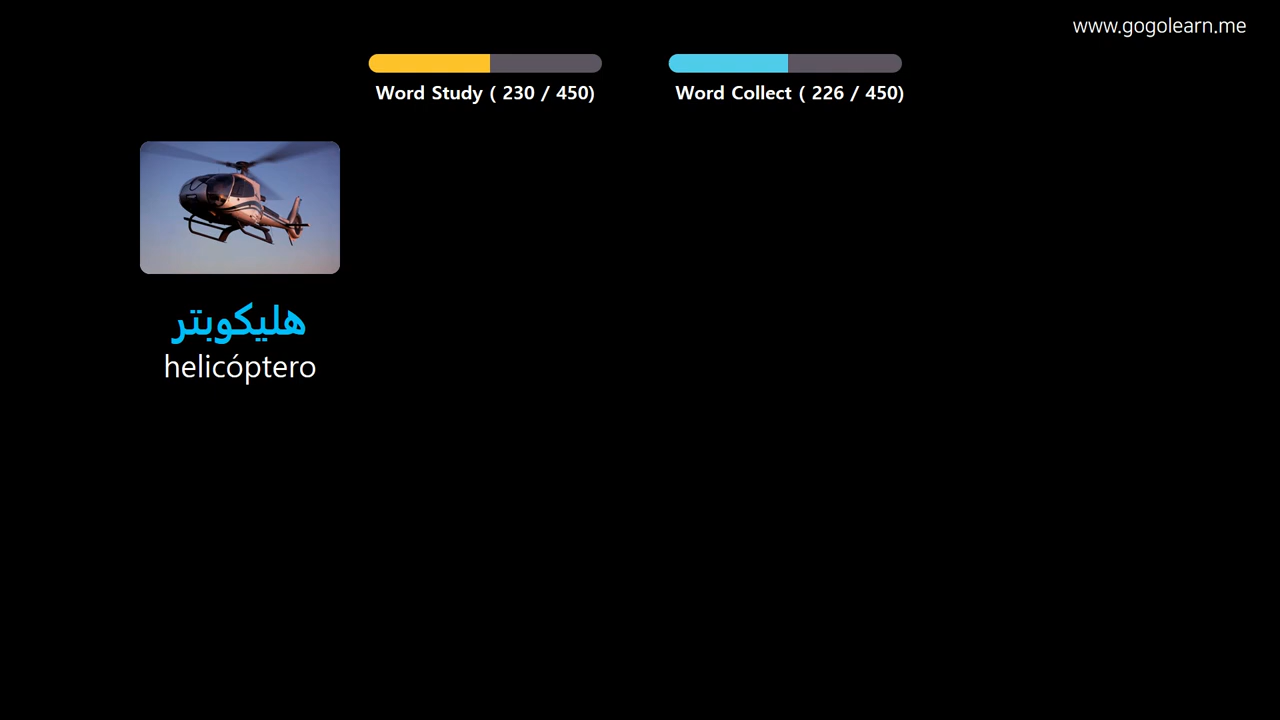 www.gogolearn.me
Word Study ( 230 / 450)
Word Collect ( 226 / 450)
هليكوبتر
helicóptero